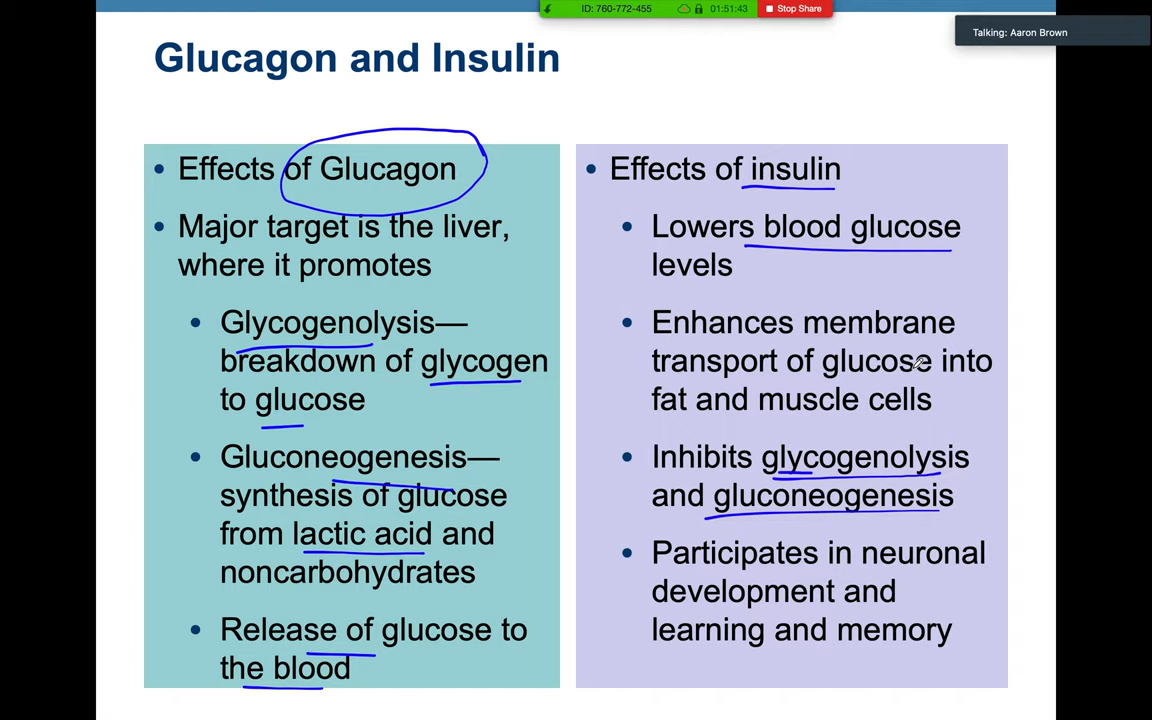 ID: 760-772-455
01:51:43
Stop Share
Talking: Aaron Brown
Glucagon and Insulin
• Effects of Glucagon
• Major target is the liver,
where it promotes
• Glycogenolysis—
breakdown of glycogen
to glucose
• Gluconeogenesis—
synthesis of glucose
from lactic acid and
noncarbohydrates
• Release of glucose to
the blood
• Effects of insulin
• Lowers blood glucose
levels
• Enhances membrane
transport of glucose into
fat and muscle cells
• Inhibits glycogenolysis
and gluconeogenesis
• Participates in neuronal
development and
learning and memory